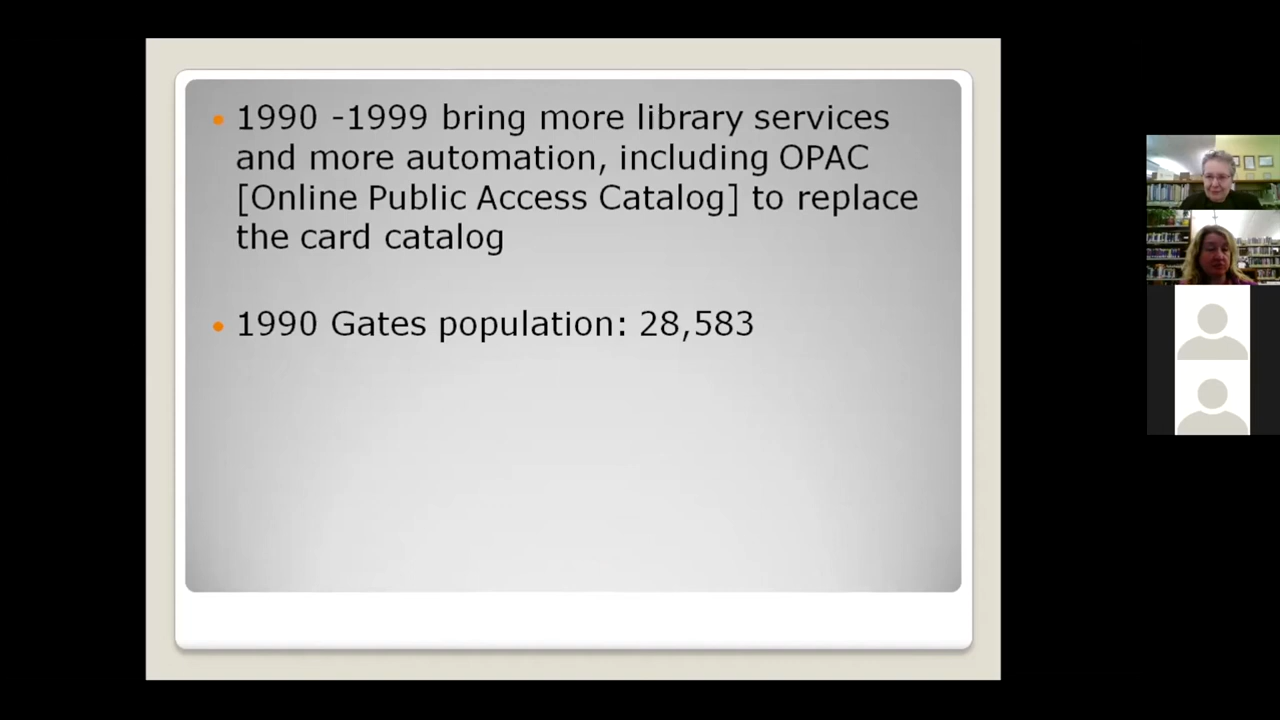 1990 -1999 bring more library services
and more automation, including OPAC
[Online Public Access Catalog] to replace
the card catalog
1990 Gates population: 28,583